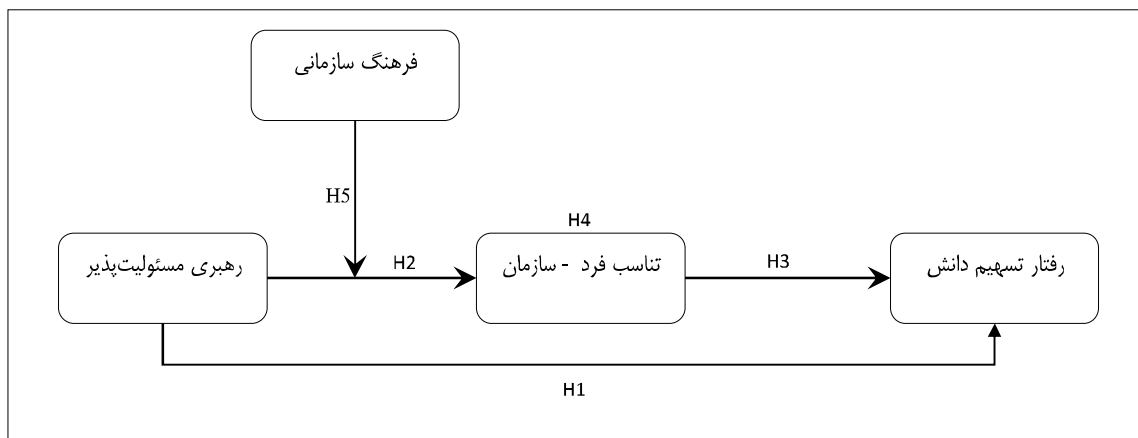 فرهنگ سازمانی
H5
H4
رهبری مسئولیت‌پذیر
H2
تناسب فرد - سازمان
H3
رفتار تسهیم دانش
H1